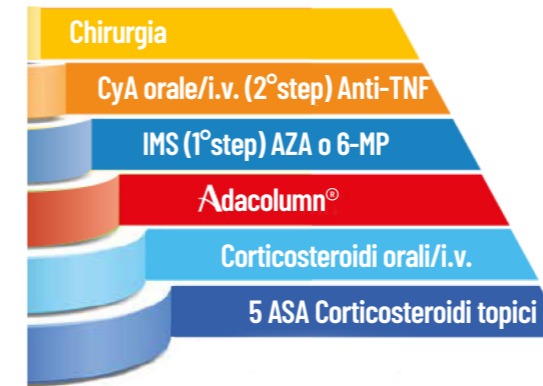 Chirurgia
CyA orale/i.v. (2°step) Anti-TNF
IMS (1°step) AZA o 6-MP
Adacolumn®
Corticosteroidi orali/i.v.
5 ASA Corticosteroidi topici